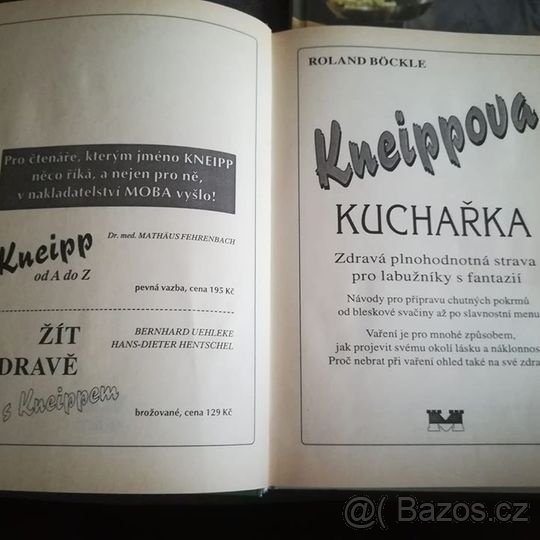 Pro čtenáře, kterým jméno KNEIPP
něco říká, a nejen pro ně,
v nakladatelství MOBA vyšlo!
Kneipp
od A do Z
Dr. med. MATHÄUS FEHRENBACH
pevná vazba, cena 195 Kč
ŽÍT
DRAVĚ
s Kneippem
BERNHARD UEHLEKE
HANS-DIETER HENTSCHEL
brožované, cena 129 Kč
ROLAND BÖCKLE
Kneippova
KUCHAŘKA
Zdravá plnohodnotná strava
pro labužníky s fantazií
Návody pro přípravu chutných pokrmů
od bleskové svačiny až po slavnostní menu
Vaření je pro mnohé způsobem,
jak projevit svému okolí lásku a náklonnos
Proč nebrat při vaření ohled také na své zdra
M
@( Bazos.cz